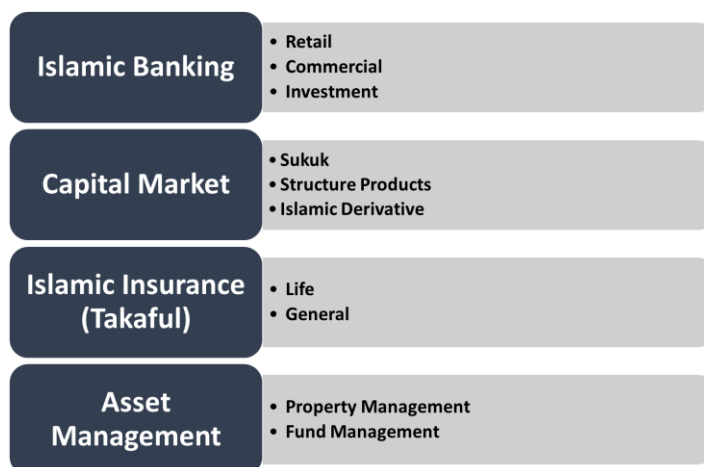 Islamic Banking
• Retail
• Commercial
• Investment
Capital Market
• Sukuk
• Structure Products
• Islamic Derivative
Islamic Insurance
(Takaful)
• Life
• General
Asset
Management
• Property Management
• Fund Management